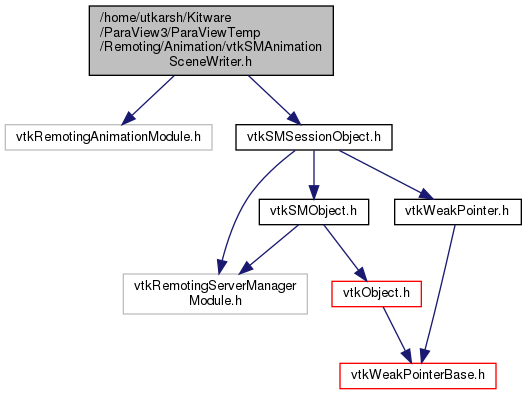 /home/utkarsh/Kitware
/ParaView3/ParaViewTemp
/Remoting/Animation/vtkSMAnimation
SceneWriter.h
vtkRemotingAnimationModule.h
vtkSMSessionObject.h
vtkSMObject.h
vtkWeakPointer.h
vtkRemotingServerManager
Module.h
vtkObject.h
vtkWeakPointerBase.h